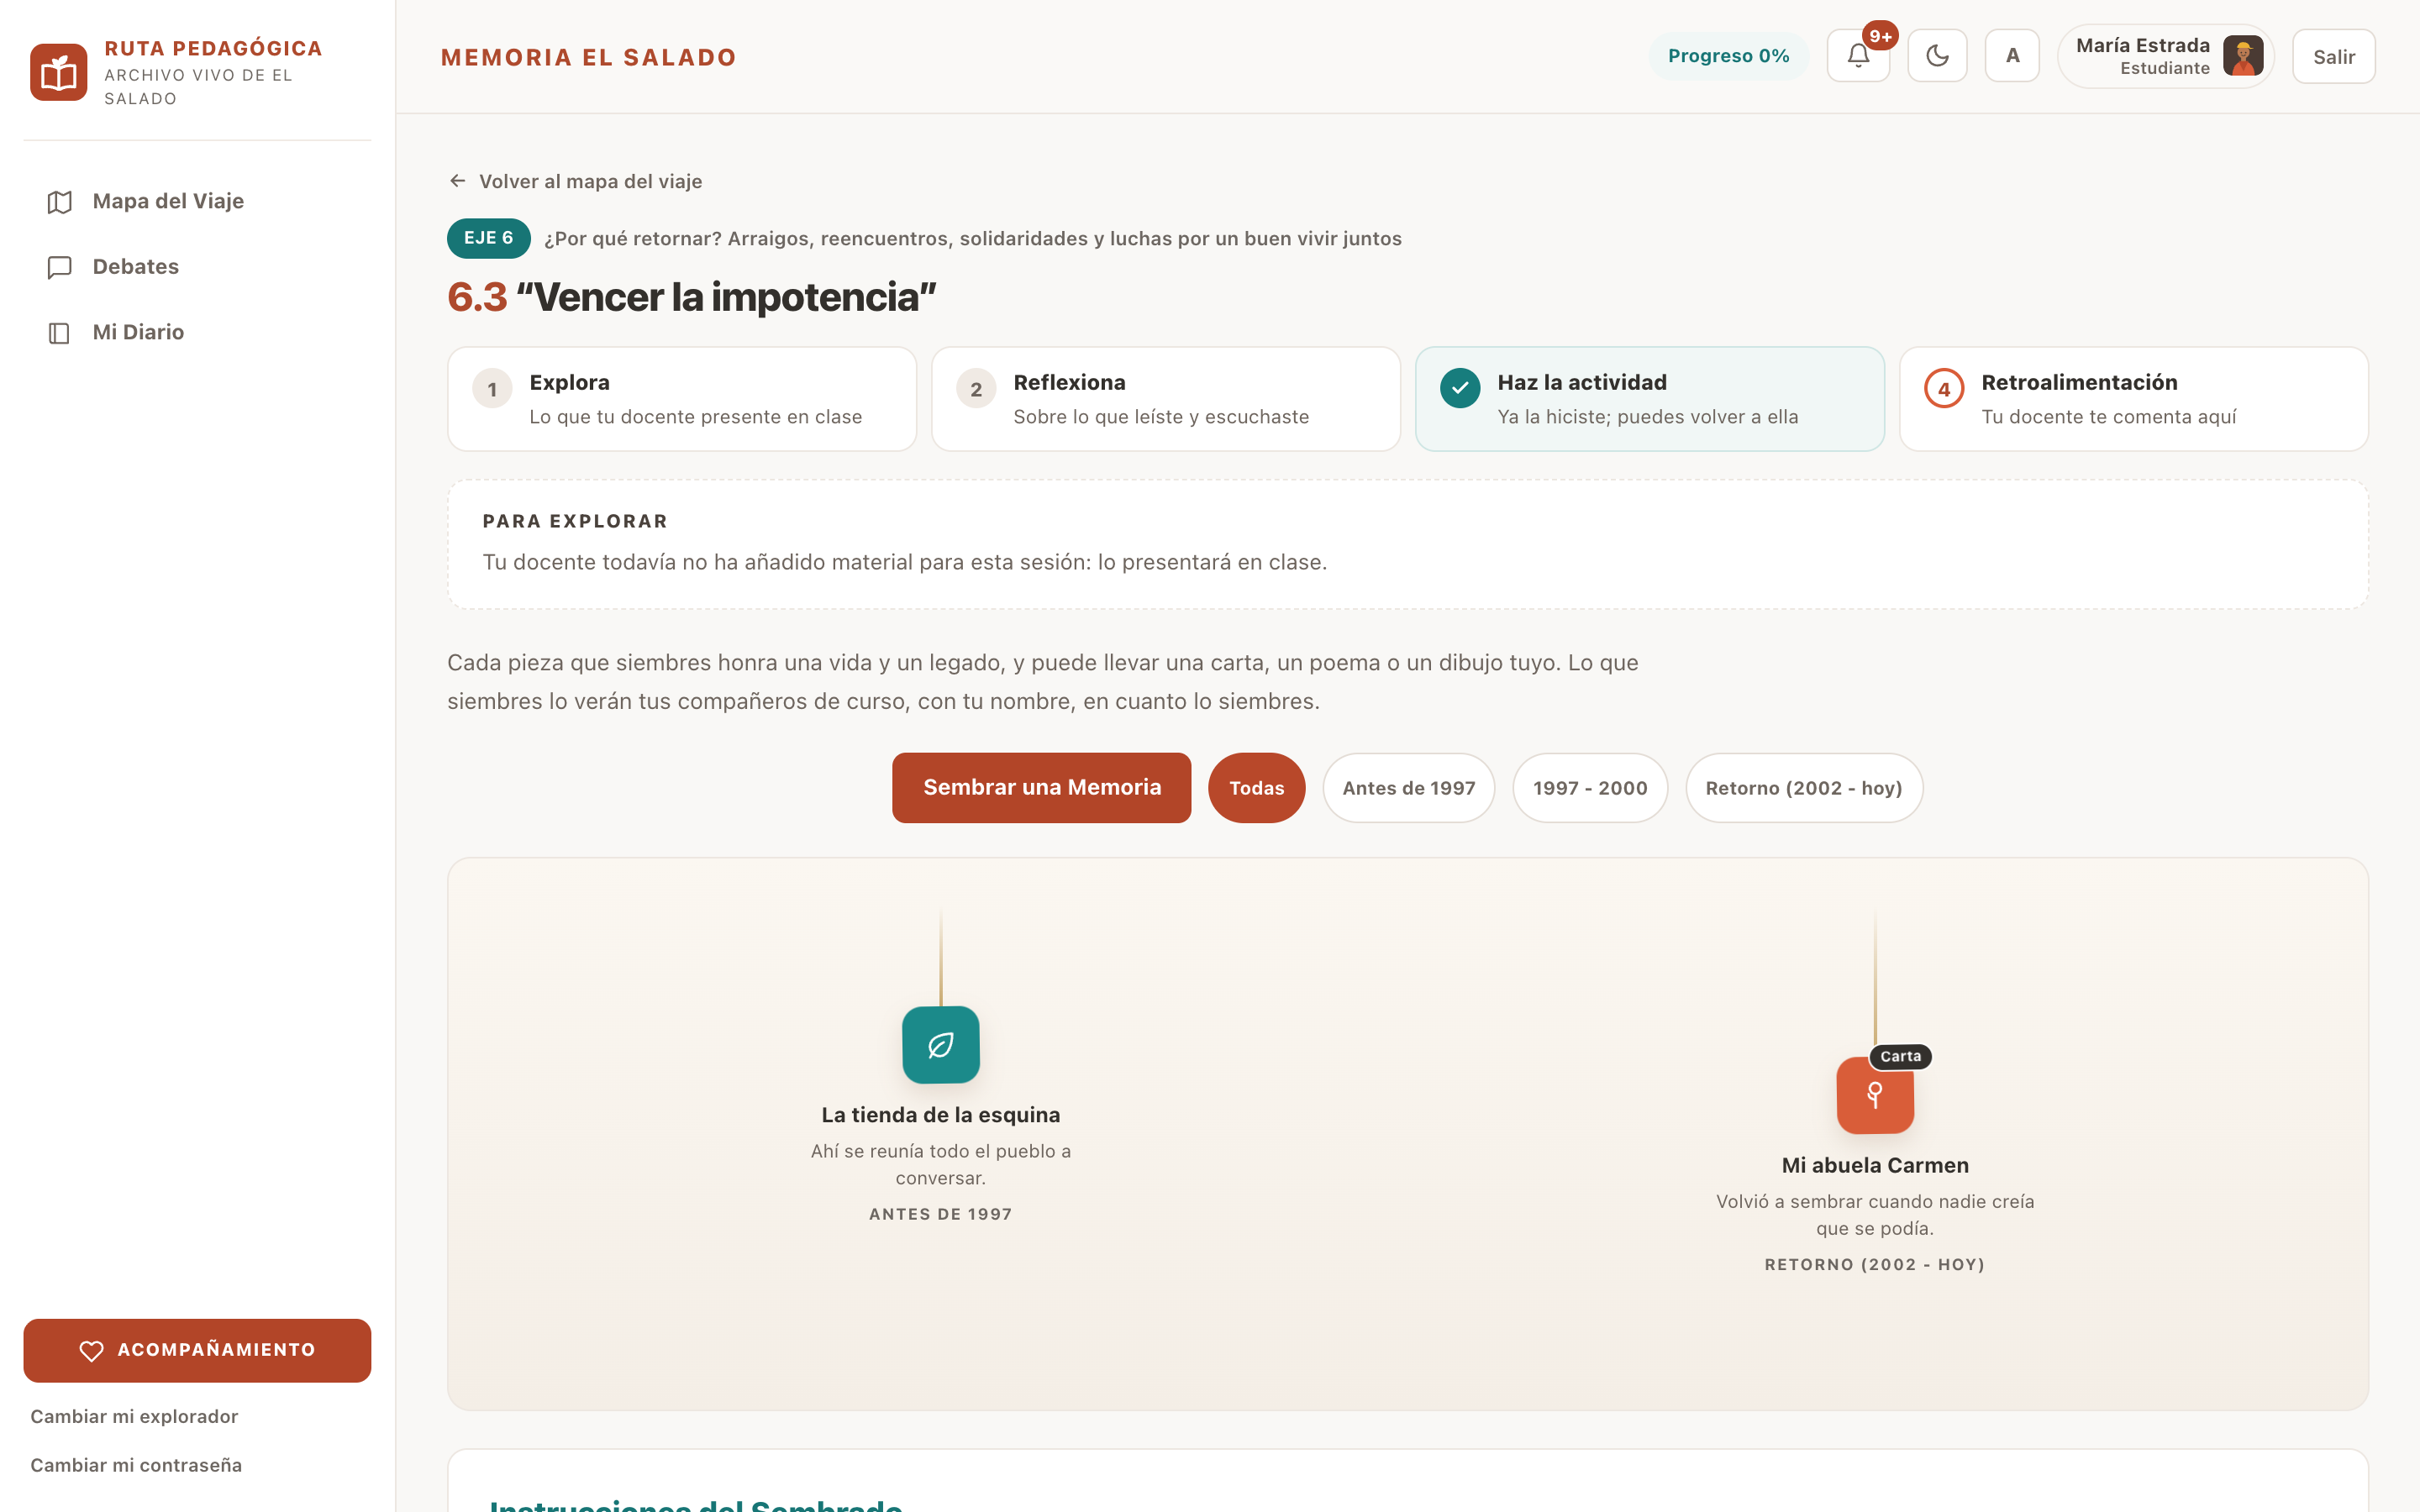 RUTA PEDAGÓGICA
ARCHIVO VIVO DE EL
SALADO
Mapa del Viaje
Debates
Mi Diario
ACOMPAÑAMIENTO
Cambiar mi explorador
Cambiar mi contraseña
MEMORIA EL SALADO
Progreso 0%
9+
A
María Estrada
Estudiante
Salir
← Volver al mapa del viaje
EJE 6
¿Por qué retornar? Arraigos, reencuentros, solidaridades y luchas por un buen vivir juntos
6.3 “Vencer la impotencia”
1
Explora
Lo que tu docente presente en clase
2
Reflexiona
Sobre lo que leíste y escuchaste
Haz la actividad
Ya la hiciste; puedes volver a ella
4
Retroalimentación
Tu docente te comenta aquí
PARA EXPLORAR
Tu docente todavía no ha añadido material para esta sesión: lo presentará en clase.
Cada pieza que siembres honra una vida y un legado, y puede llevar una carta, un poema o un dibujo tuyo. Lo que
siembres lo verán tus compañeros de curso, con tu nombre, en cuanto lo siembres.
Sembrar una Memoria
Todas
Antes de 1997
1997 - 2000
Retorno (2002 - hoy)
La tienda de la esquina
Ahí se reunía todo el pueblo a
conversar.
ANTES DE 1997
Carta
Mi abuela Carmen
Volvió a sembrar cuando nadie creía
que se podía.
RETORNO (2002 - HOY)
Instrucciones del Sembrado